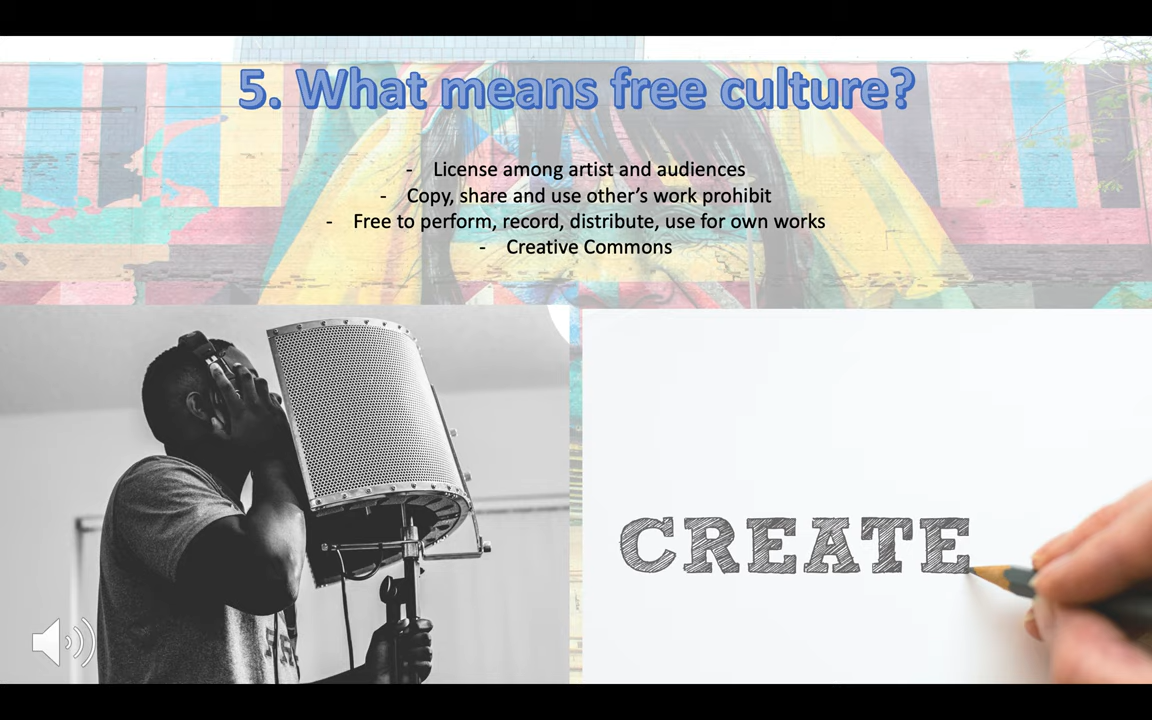 5. What means free culture?
- License among artist and audiences
- Copy, share and use other’s work prohibit
- Free to perform, record, distribute, use for own works
- Creative Commons
CREATE